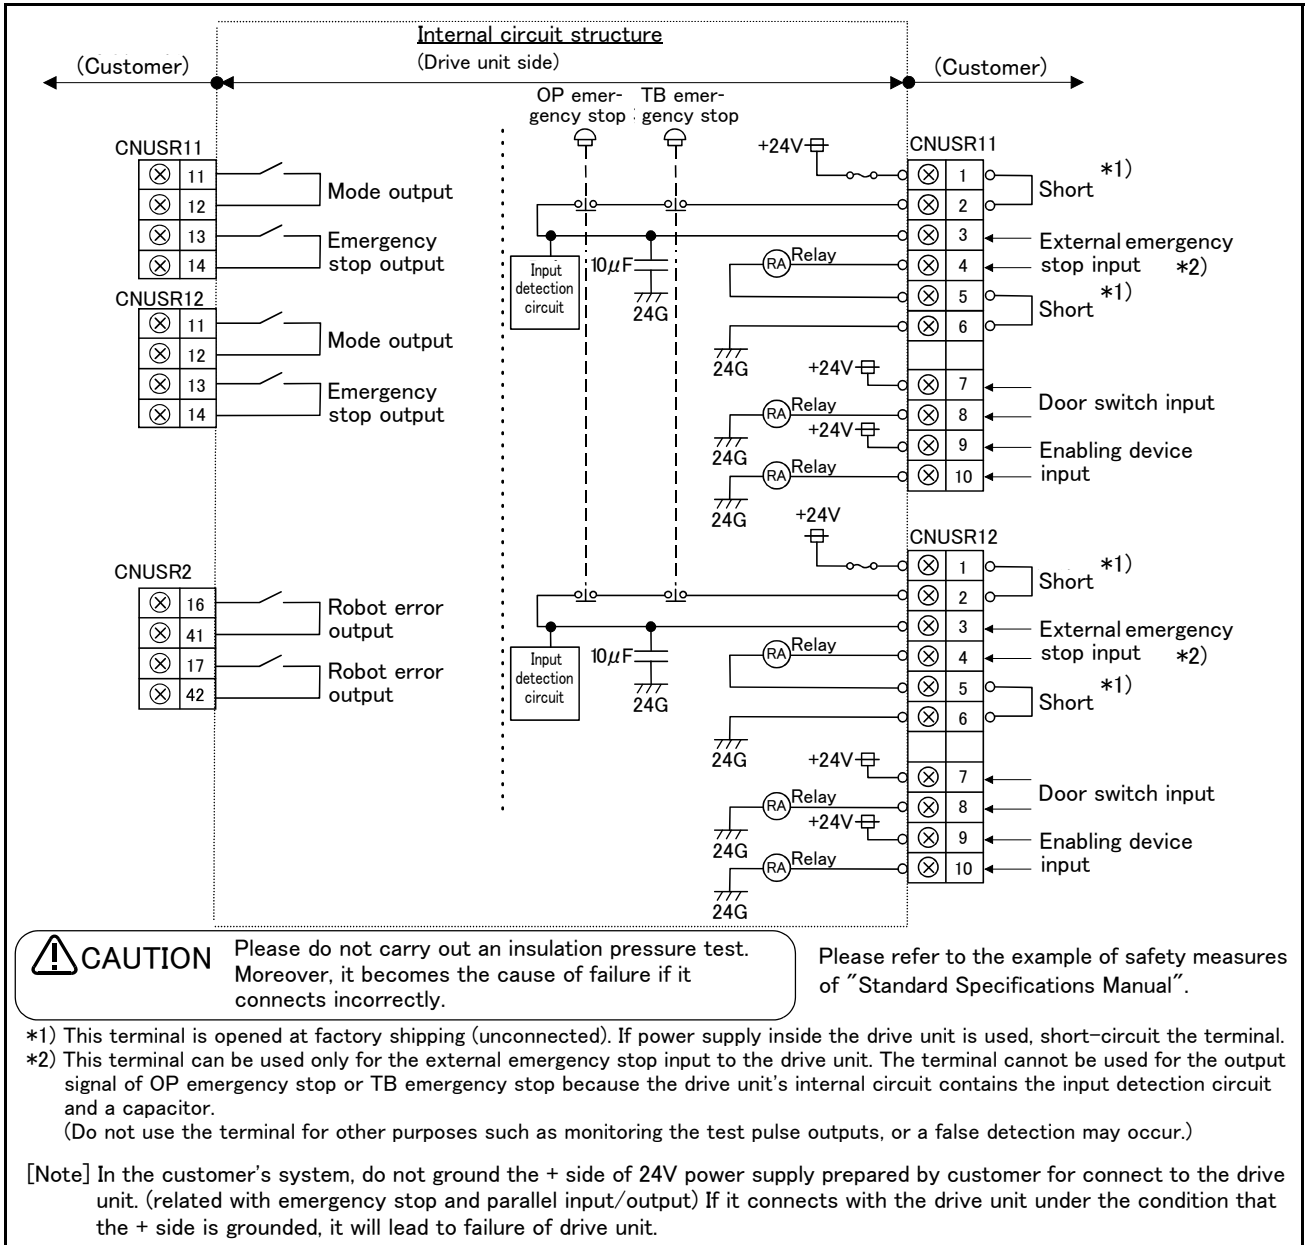 Internal circuit structure
(Drive unit side)
(Customer)
(Customer)
OP emer-
gency stop
TB emer-
gency stop
CNUSR11
11
12
13
14
Mode output
Emergency
stop output
CNUSR12
11
12
13
14
Mode output
Emergency
stop output
CNUSR2
16
41
17
42
Robot error
output
Robot error
output
Input
detection
circuit
10μF
24G
+24V
CNUSR11
1
2
3
4
5
6
7
8
9
10
Short *1)
External emergency
stop input *2)
Short *1)
Door switch input
Enabling device
input
RA Relay
24G
+24V
RA Relay
24G
+24V
RA Relay
24G
Input
detection
circuit
10μF
24G
+24V
CNUSR12
1
2
3
4
5
6
7
8
9
10
Short *1)
External emergency
stop input *2)
Short *1)
Door switch input
Enabling device
input
RA Relay
24G
+24V
RA Relay
24G
+24V
RA Relay
24G
CAUTION
Please do not carry out an insulation pressure test.
Moreover, it becomes the cause of failure if it
connects incorrectly.
Please refer to the example of safety measures
of "Standard Specifications Manual".
*1) This terminal is opened at factory shipping (unconnected). If power supply inside the drive unit is used, short-circuit the terminal.
*2) This terminal can be used only for the external emergency stop input to the drive unit. The terminal cannot be used for the output
signal of OP emergency stop or TB emergency stop because the drive unit's internal circuit contains the input detection circuit
and a capacitor.
(Do not use the terminal for other purposes such as monitoring the test pulse outputs, or a false detection may occur.)
[Note] In the customer's system, do not ground the + side of 24V power supply prepared by customer for connect to the drive
unit. (related with emergency stop and parallel input/output) If it connects with the drive unit under the condition that
the + side is grounded, it will lead to failure of drive unit.